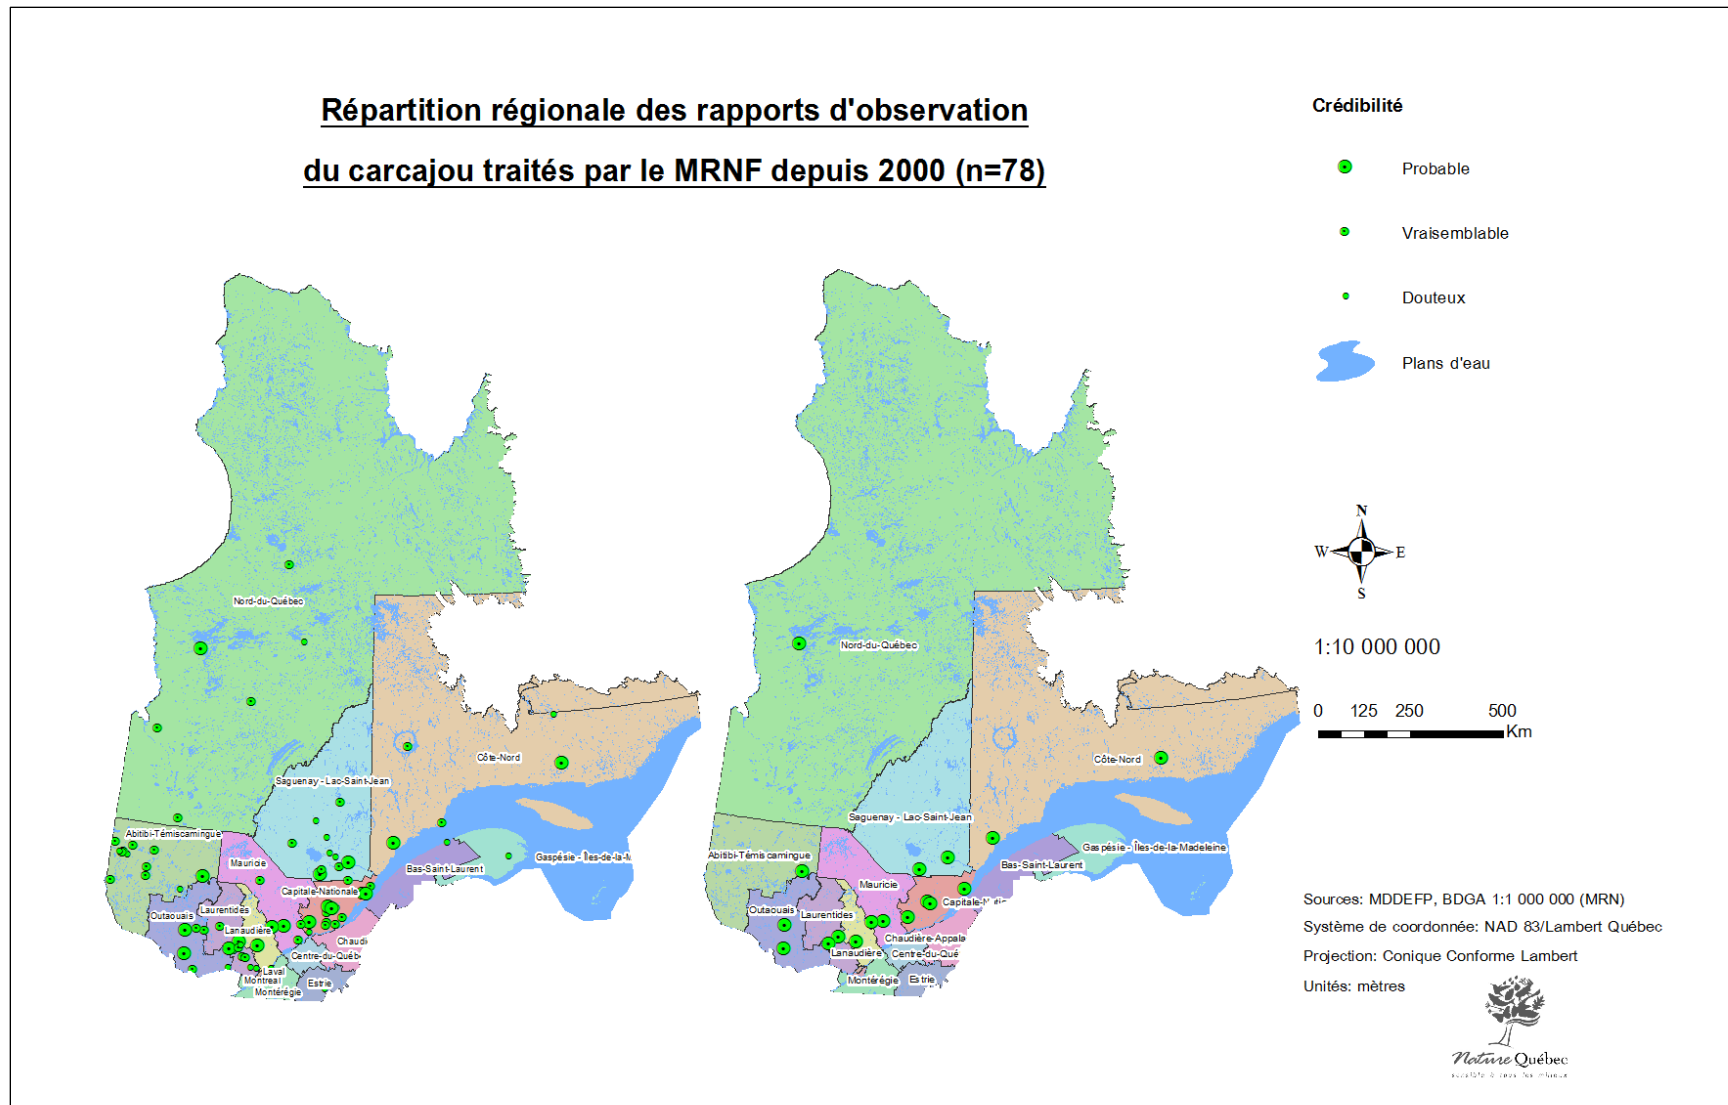 Répartition régionale des rapports d'observation
du carcajou traités par le MRNF depuis 2000 (n=78)
Crédibilité
Probable
Vraisemblable
Douteux
Plans d'eau
N
W
E
S
1:10 000 000
0 125 250 500
Km
Nord-du-Québec
Côte-Nord
Saguenay - Lac-Saint-Jean
Abitibi-Témiscamingue
Mauricie
Bas-Saint-Laurent
Gaspésie - Îles-de-la-M
Capitale-Nationale
Outaouais
Laurentides
Lanaudière
Chaudi
Centre-du-Québ
Laval
Montreal
Montérégie
Estrie
Nord-du-Québec
Côte-Nord
Saguenay - Lac-Saint-Jean
Abitibi-Témiscamingue
Mauricie
Bas-Saint-Laurent
Gaspésie - Îles-de-la-Madeleine
Outaouais
Laurentides
Chaudière-Appala
Lanaudière
Centre-du-Qué
Montérégie
Estrie
Sources: MDDEFP, BDGA 1:1 000 000 (MRN)
Système de coordonnée: NAD 83/Lambert Québec
Projection: Conique Conforme Lambert
Unités: mètres
Nature Québec